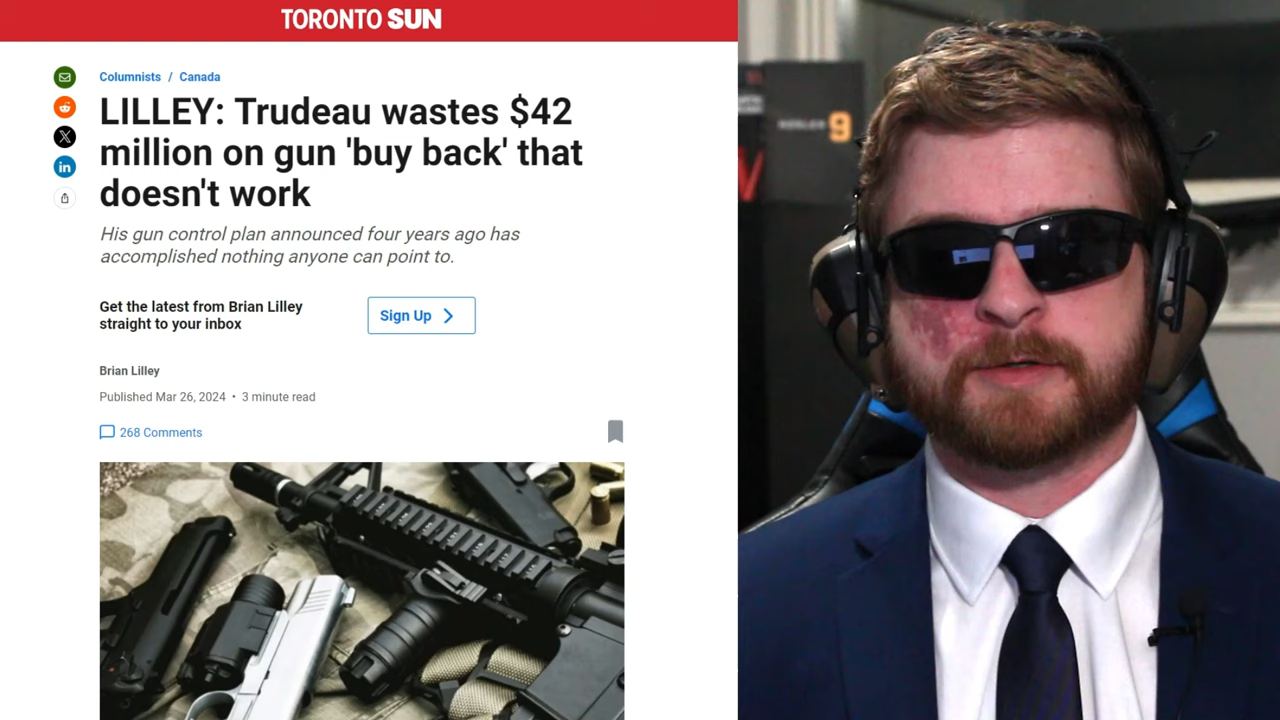 TORONTO SUN
Columnists / Canada
LILLEY: Trudeau wastes $42
million on gun 'buy back' that
doesn't work
His gun control plan announced four years ago has
accomplished nothing anyone can point to.
Get the latest from Brian Lilley
straight to your inbox
Sign Up
Brian Lilley
Published Mar 26, 2024 • 3 minute read
268 Comments
9